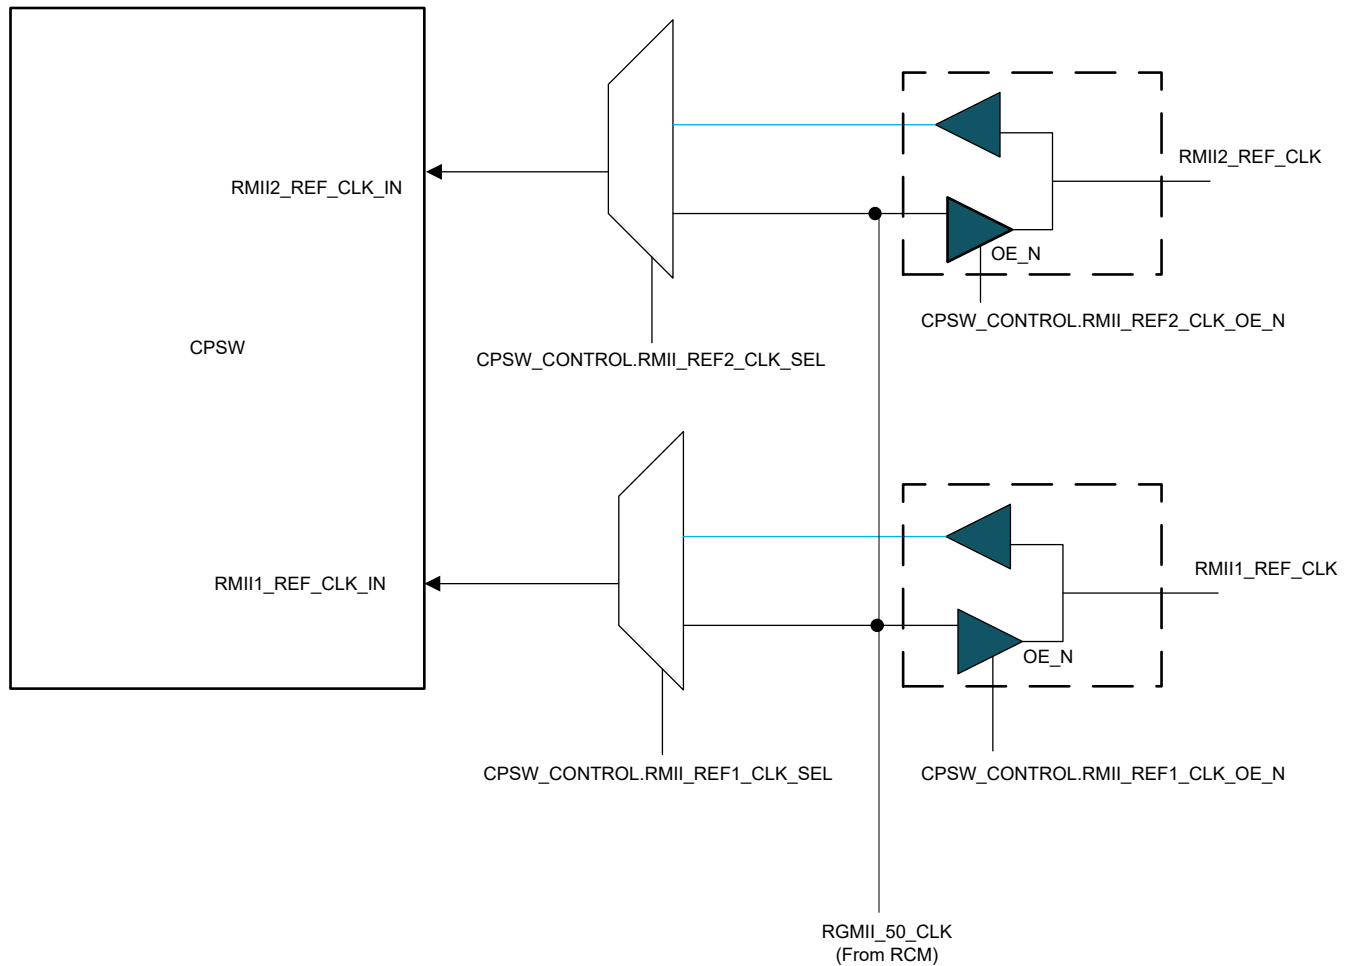 RMII2_REF_CLK
RMII2_REF_CLK_IN
OE_N
CPSW_CONTROL.RMII_REF2_CLK_OE_N
CPSW
CPSW_CONTROL.RMII_REF2_CLK_SEL
RMII1_REF_CLK
RMII1_REF_CLK_IN
OE_N
CPSW_CONTROL.RMII_REF1_CLK_SEL
CPSW_CONTROL.RMII_REF1_CLK_OE_N
RGMII_50_CLK
(From RCM)